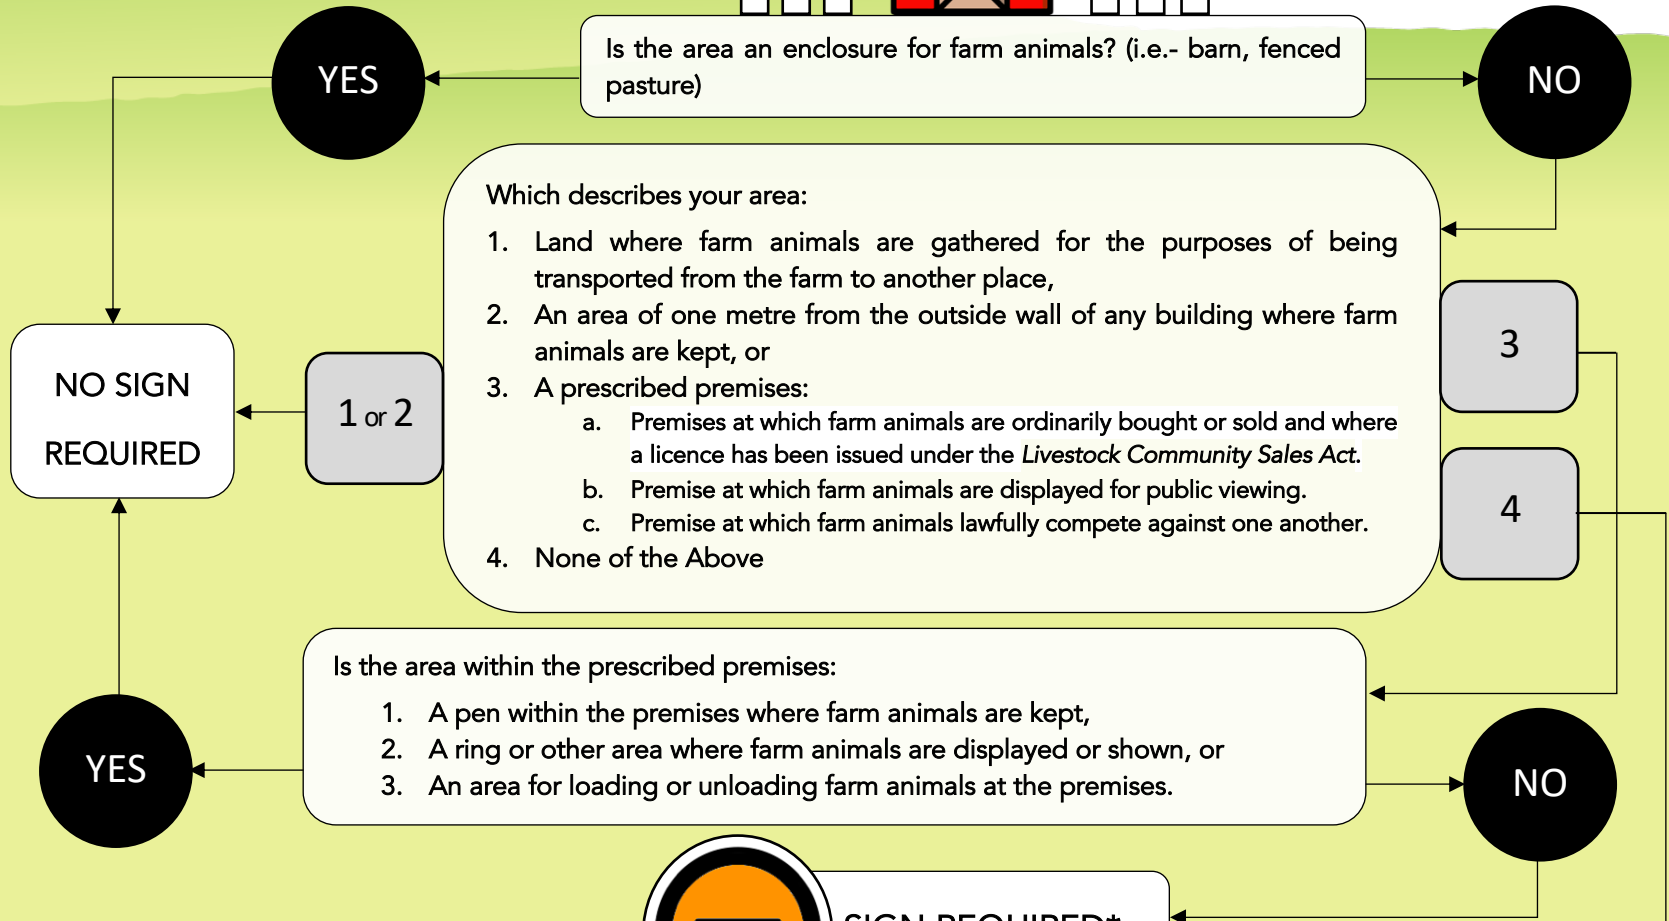 Is the area an enclosure for farm animals? (i.e.- barn, fenced
pasture)
YES
NO
Which describes your area:
1. Land where farm animals are gathered for the purposes of being
transported from the farm to another place,
2. An area of one metre from the outside wall of any building where farm
animals are kept, or
3. A prescribed premises:
a. Premises at which farm animals are ordinarily bought or sold and where
a licence has been issued under the Livestock Community Sales Act.
b. Premise at which farm animals are displayed for public viewing.
c. Premise at which farm animals lawfully compete against one another.
4. None of the Above
3
4
1 or 2
NO SIGN
REQUIRED
Is the area within the prescribed premises:
1. A pen within the premises where farm animals are kept,
2. A ring or other area where farm animals are displayed or shown, or
3. An area for loading or unloading farm animals at the premises.
YES
NO
SIGN REQUIRED*